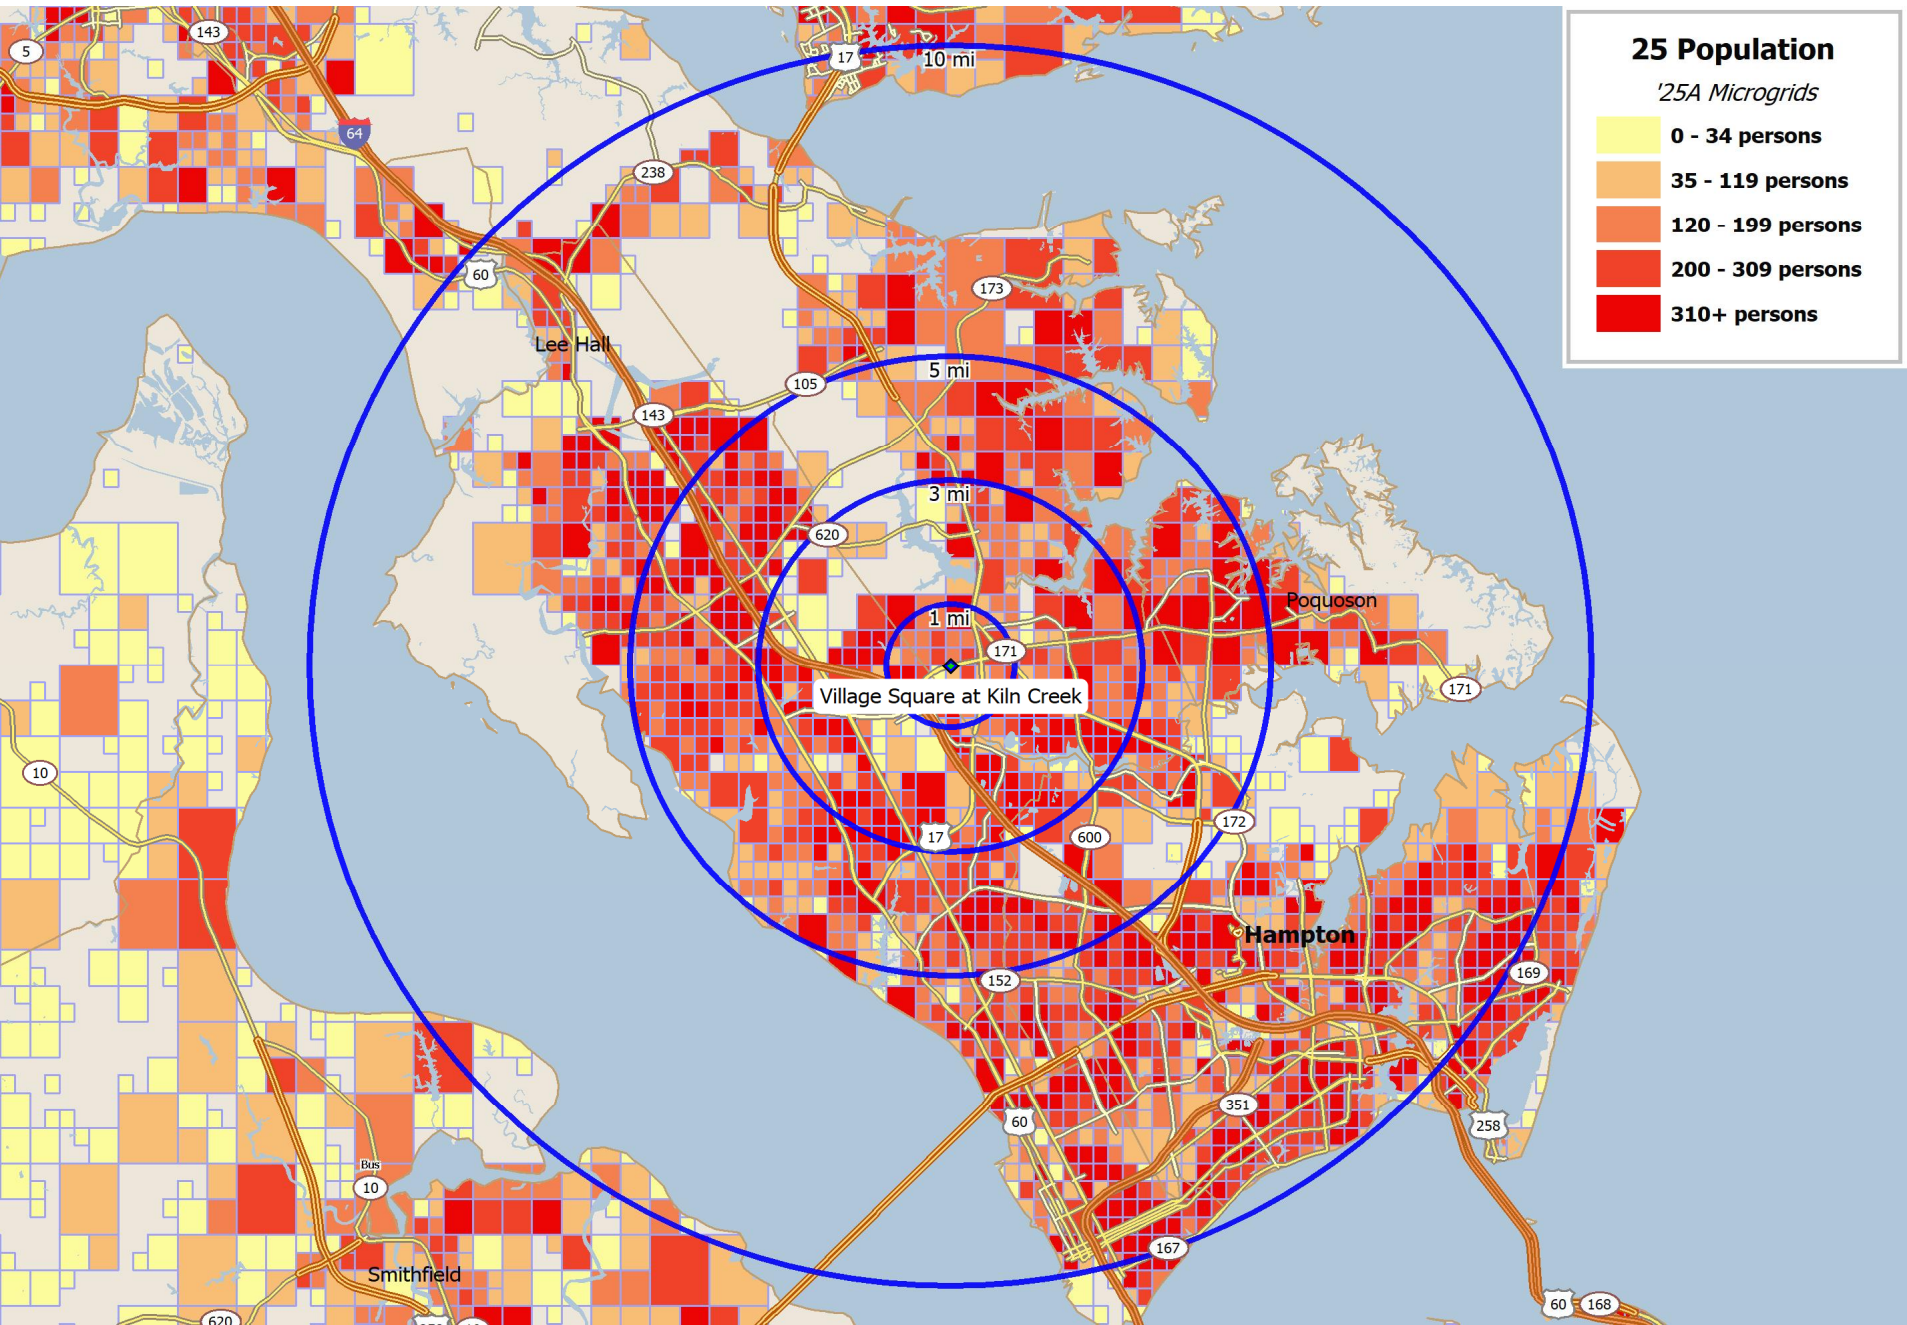 25 Population
'25A Microgrids
0 - 34 persons
35 - 119 persons
120 - 199 persons
200 - 309 persons
310+ persons
143
5
17
10 mi
64
238
60
173
Lee Hall
5 mi
105
143
3 mi
620
Poquoson
1 mi
171
171
Village Square at Kiln Creek
10
172
17
600
Hampton
169
152
351
60
258
Bus
10
167
Smithfield
60
168
620